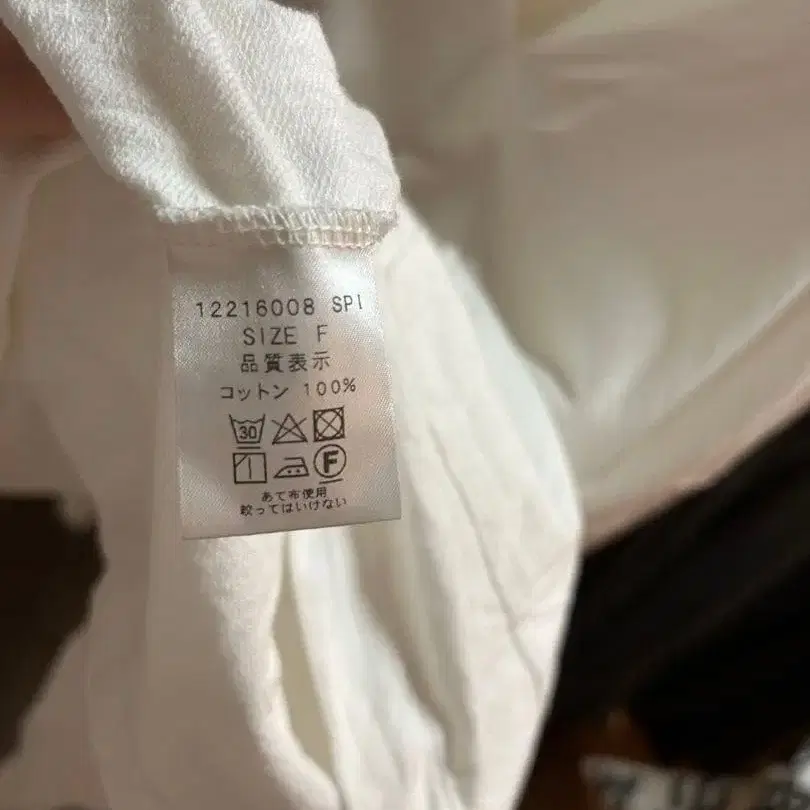 12216008 SPI
SIZE F
品質表示
コットン 100%
30
F
あて布使用
絞ってはいけない